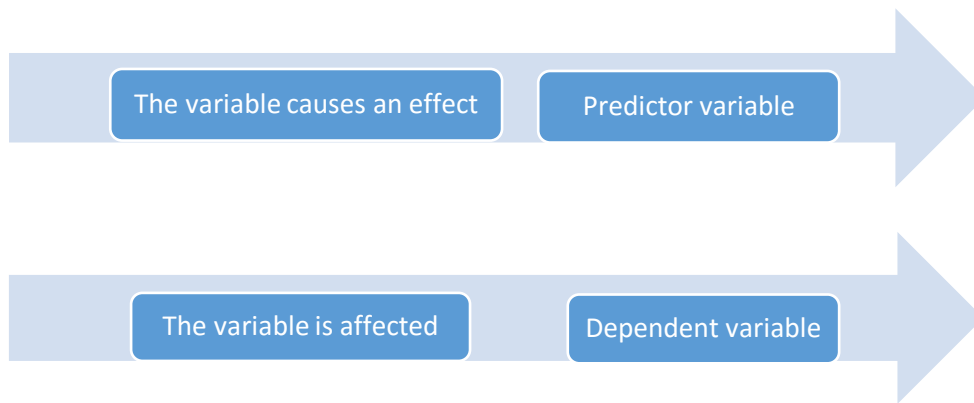 The variable causes an effect
Predictor variable
The variable is affected
Dependent variable